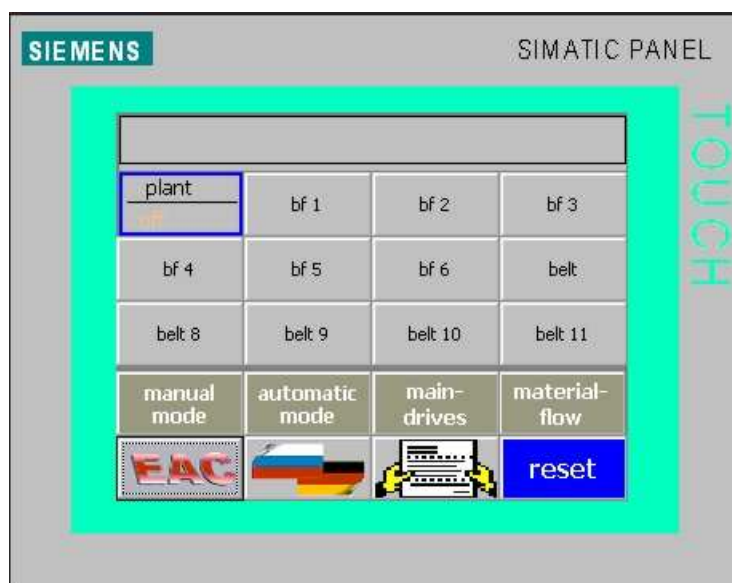 SIEMENS
SIMATIC PANEL
TOUCH
plant
off
bf 1
bf 2
bf 3
bf 4
bf 5
bf 6
belt
belt 8
belt 9
belt 10
belt 11
manual
mode
automatic
mode
main-
drives
material-
flow
EAC
reset